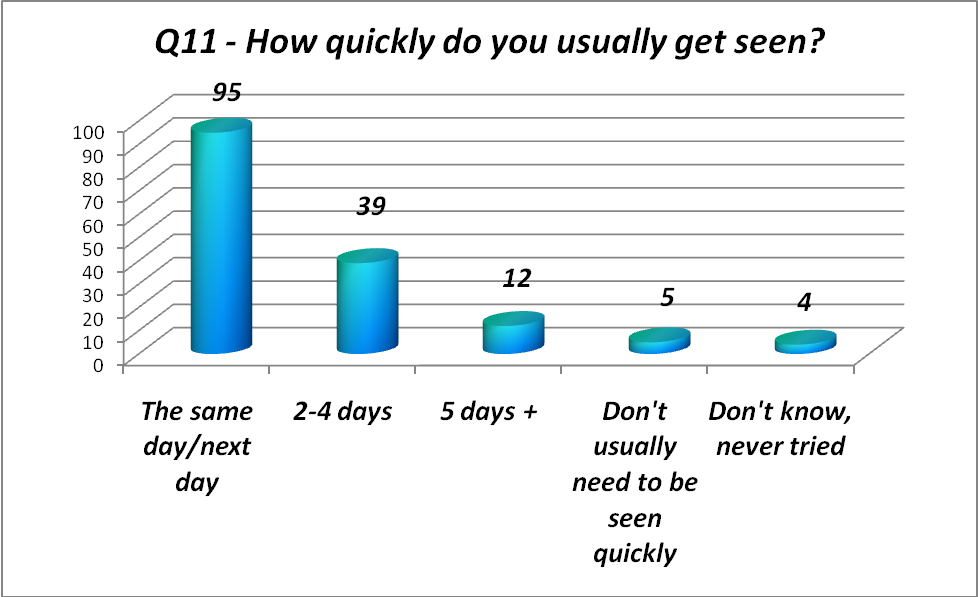 Q11 - How quickly do you usually get seen?
95
39
12
5
4
100
90
80
70
60
50
40
30
20
10
0
The same
day/next
day
2-4 days
5 days +
Don't
usually
need to be
seen
quickly
Don't know,
never tried